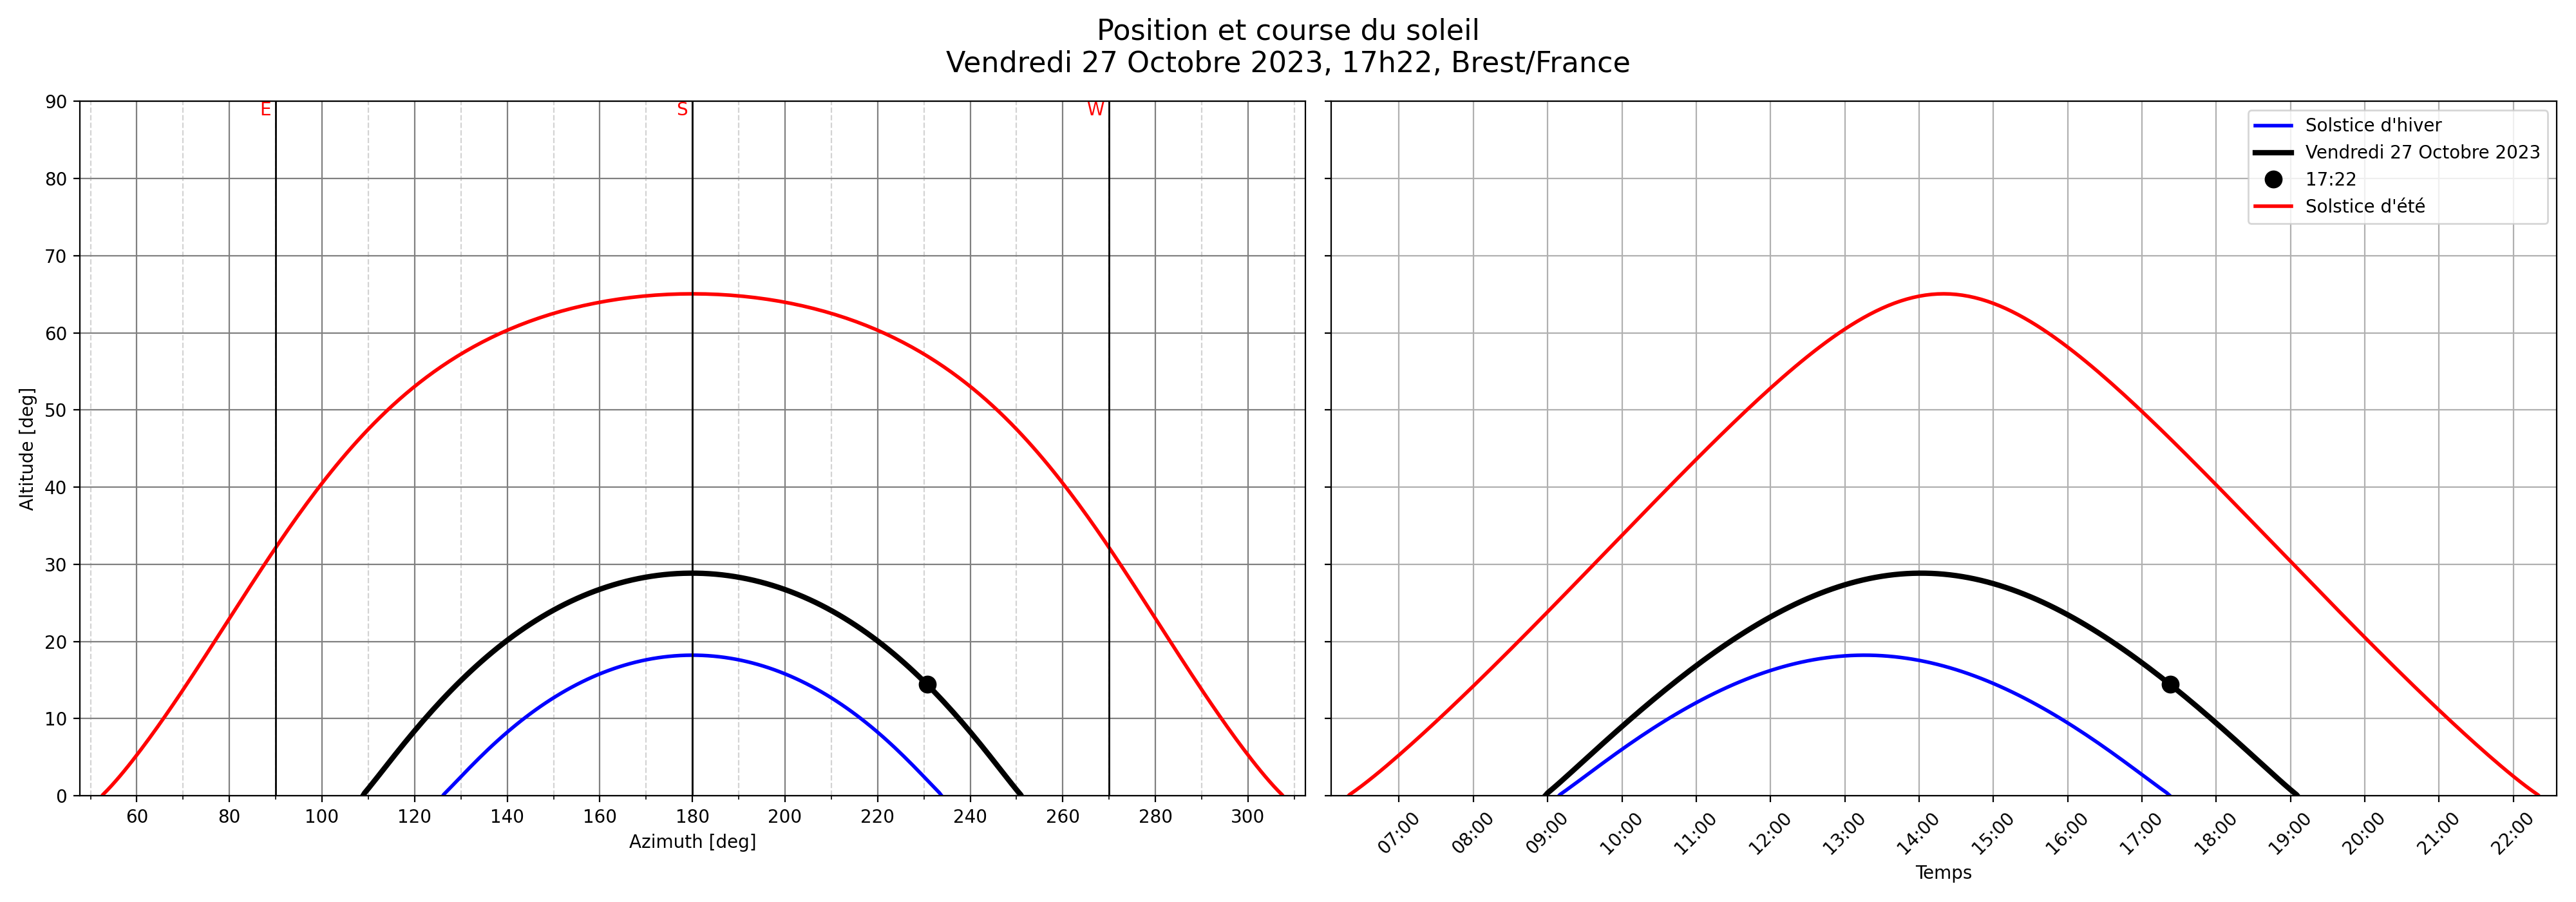 Position et course du soleil
Vendredi 27 Octobre 2023, 17h22, Brest/France
E S W
90
80
70
60
50
40
30
20
10
0
Altitude [deg]
60 80 100 120 140 160 180 200 220 240 260 280 300
Azimuth [deg]
Solstice d'hiver
Vendredi 27 Octobre 2023
17:22
Solstice d'été
07:00 08:00 09:00 10:00 11:00 12:00 13:00 14:00 15:00 16:00 17:00 18:00 19:00 20:00 21:00 22:00
Temps